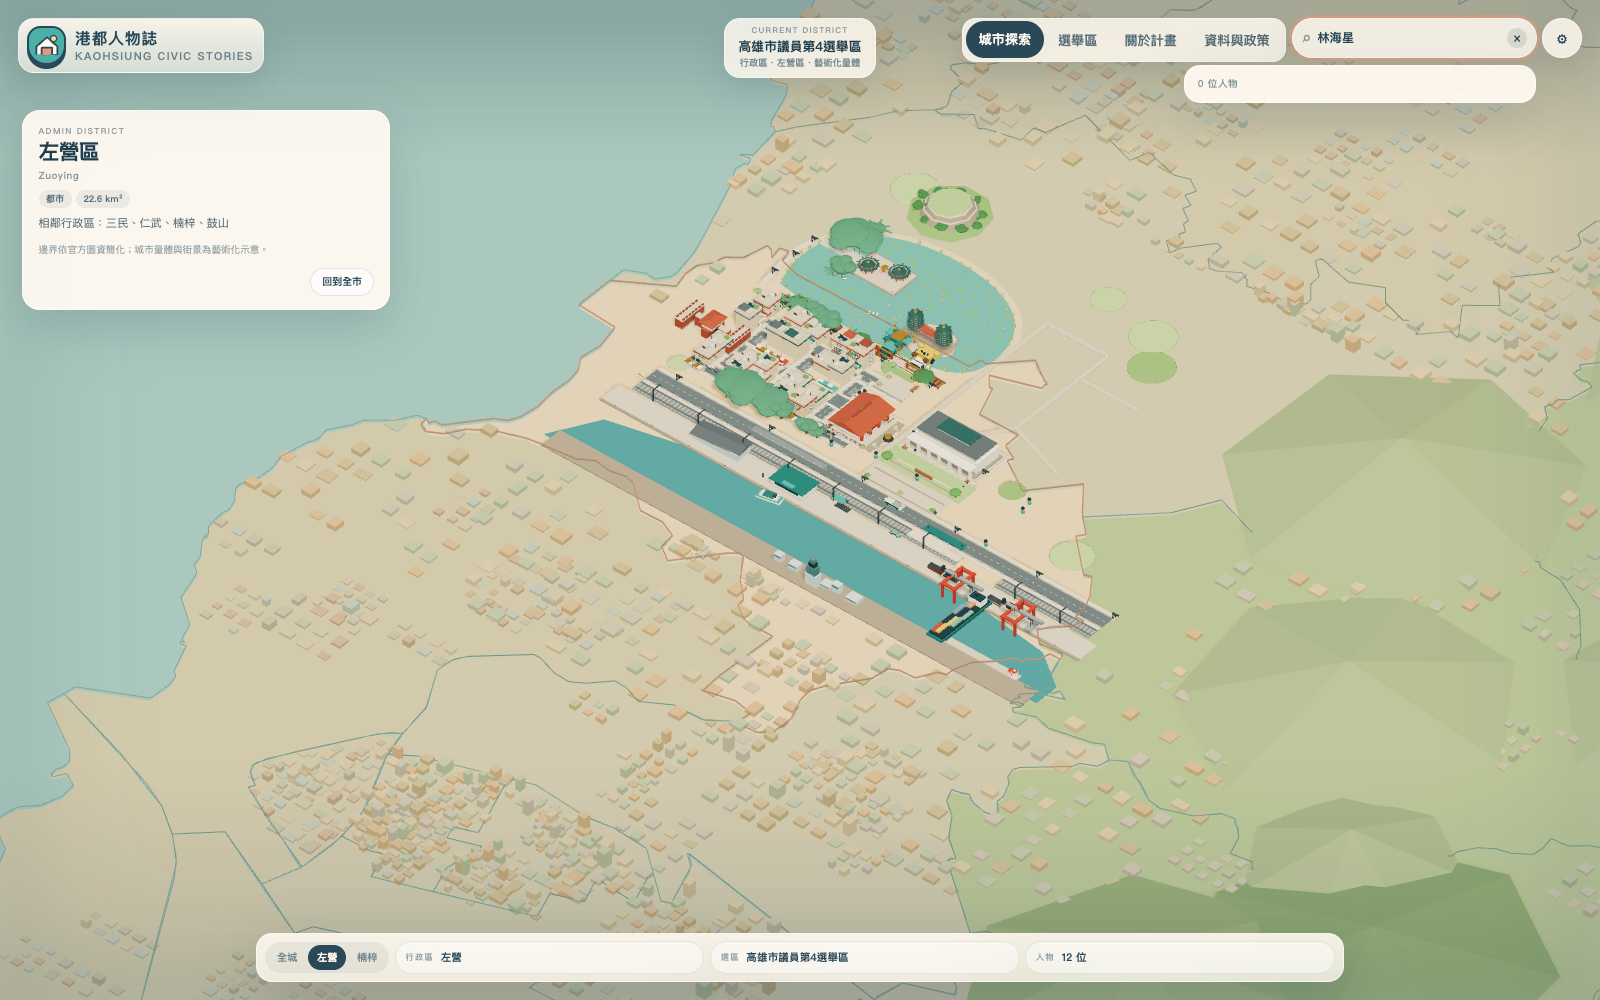 港都人物誌
KAOHSIUNG CIVIC STORIES
CURRENT DISTRICT
高雄市議員第4選舉區
行政區 · 左營區 · 藝術化量體
城市探索
選舉區
關於計畫
資料與政策
林海星
0 位人物
ADMIN DISTRICT
左營區
Zuoying
都市
22.6 km²
相鄰行政區：三民、仁武、楠梓、鼓山
邊界依官方圖資簡化；城市量體與街景為藝術化示意。
回到全市
全城
左營
楠梓
行政區 左營
選區 高雄市議員第4選舉區
人物 12 位